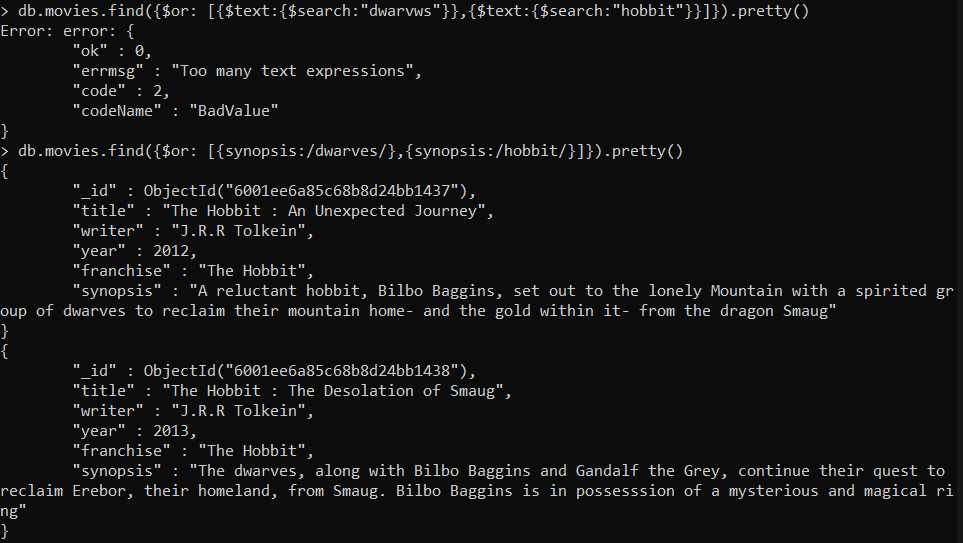 > db.movies.find({$or: [{$text:{$search:"dwarvws"}},{$text:{$search:"hobbit"}}]}).pretty()
Error: error: {
        "ok" : 0,
        "errmsg" : "Too many text expressions",
        "code" : 2,
        "codeName" : "BadValue"
}
> db.movies.find({$or: [{synopsis:/dwarves/},{synopsis:/hobbit/}]}).pretty()
{
        "_id" : ObjectId("6001ee6a85c68b8d24bb1437"),
        "title" : "The Hobbit : An Unexpected Journey",
        "writer" : "J.R.R Tolkein",
        "year" : 2012,
        "franchise" : "The Hobbit",
        "synopsis" : "A reluctant hobbit, Bilbo Baggins, set out to the lonely Mountain with a spirited gr
oup of dwarves to reclaim their mountain home- and the gold within it- from the dragon Smaug"
}
{
        "_id" : ObjectId("6001ee6a85c68b8d24bb1438"),
        "title" : "The Hobbit : The Desolation of Smaug",
        "writer" : "J.R.R Tolkein",
        "year" : 2013,
        "franchise" : "The Hobbit",
        "synopsis" : "The dwarves, along with Bilbo Baggins and Gandalf the Grey, continue their quest to
reclaim Erebor, their homeland, from Smaug. Bilbo Baggins is in possesssion of a mysterious and magical ri
ng"
}